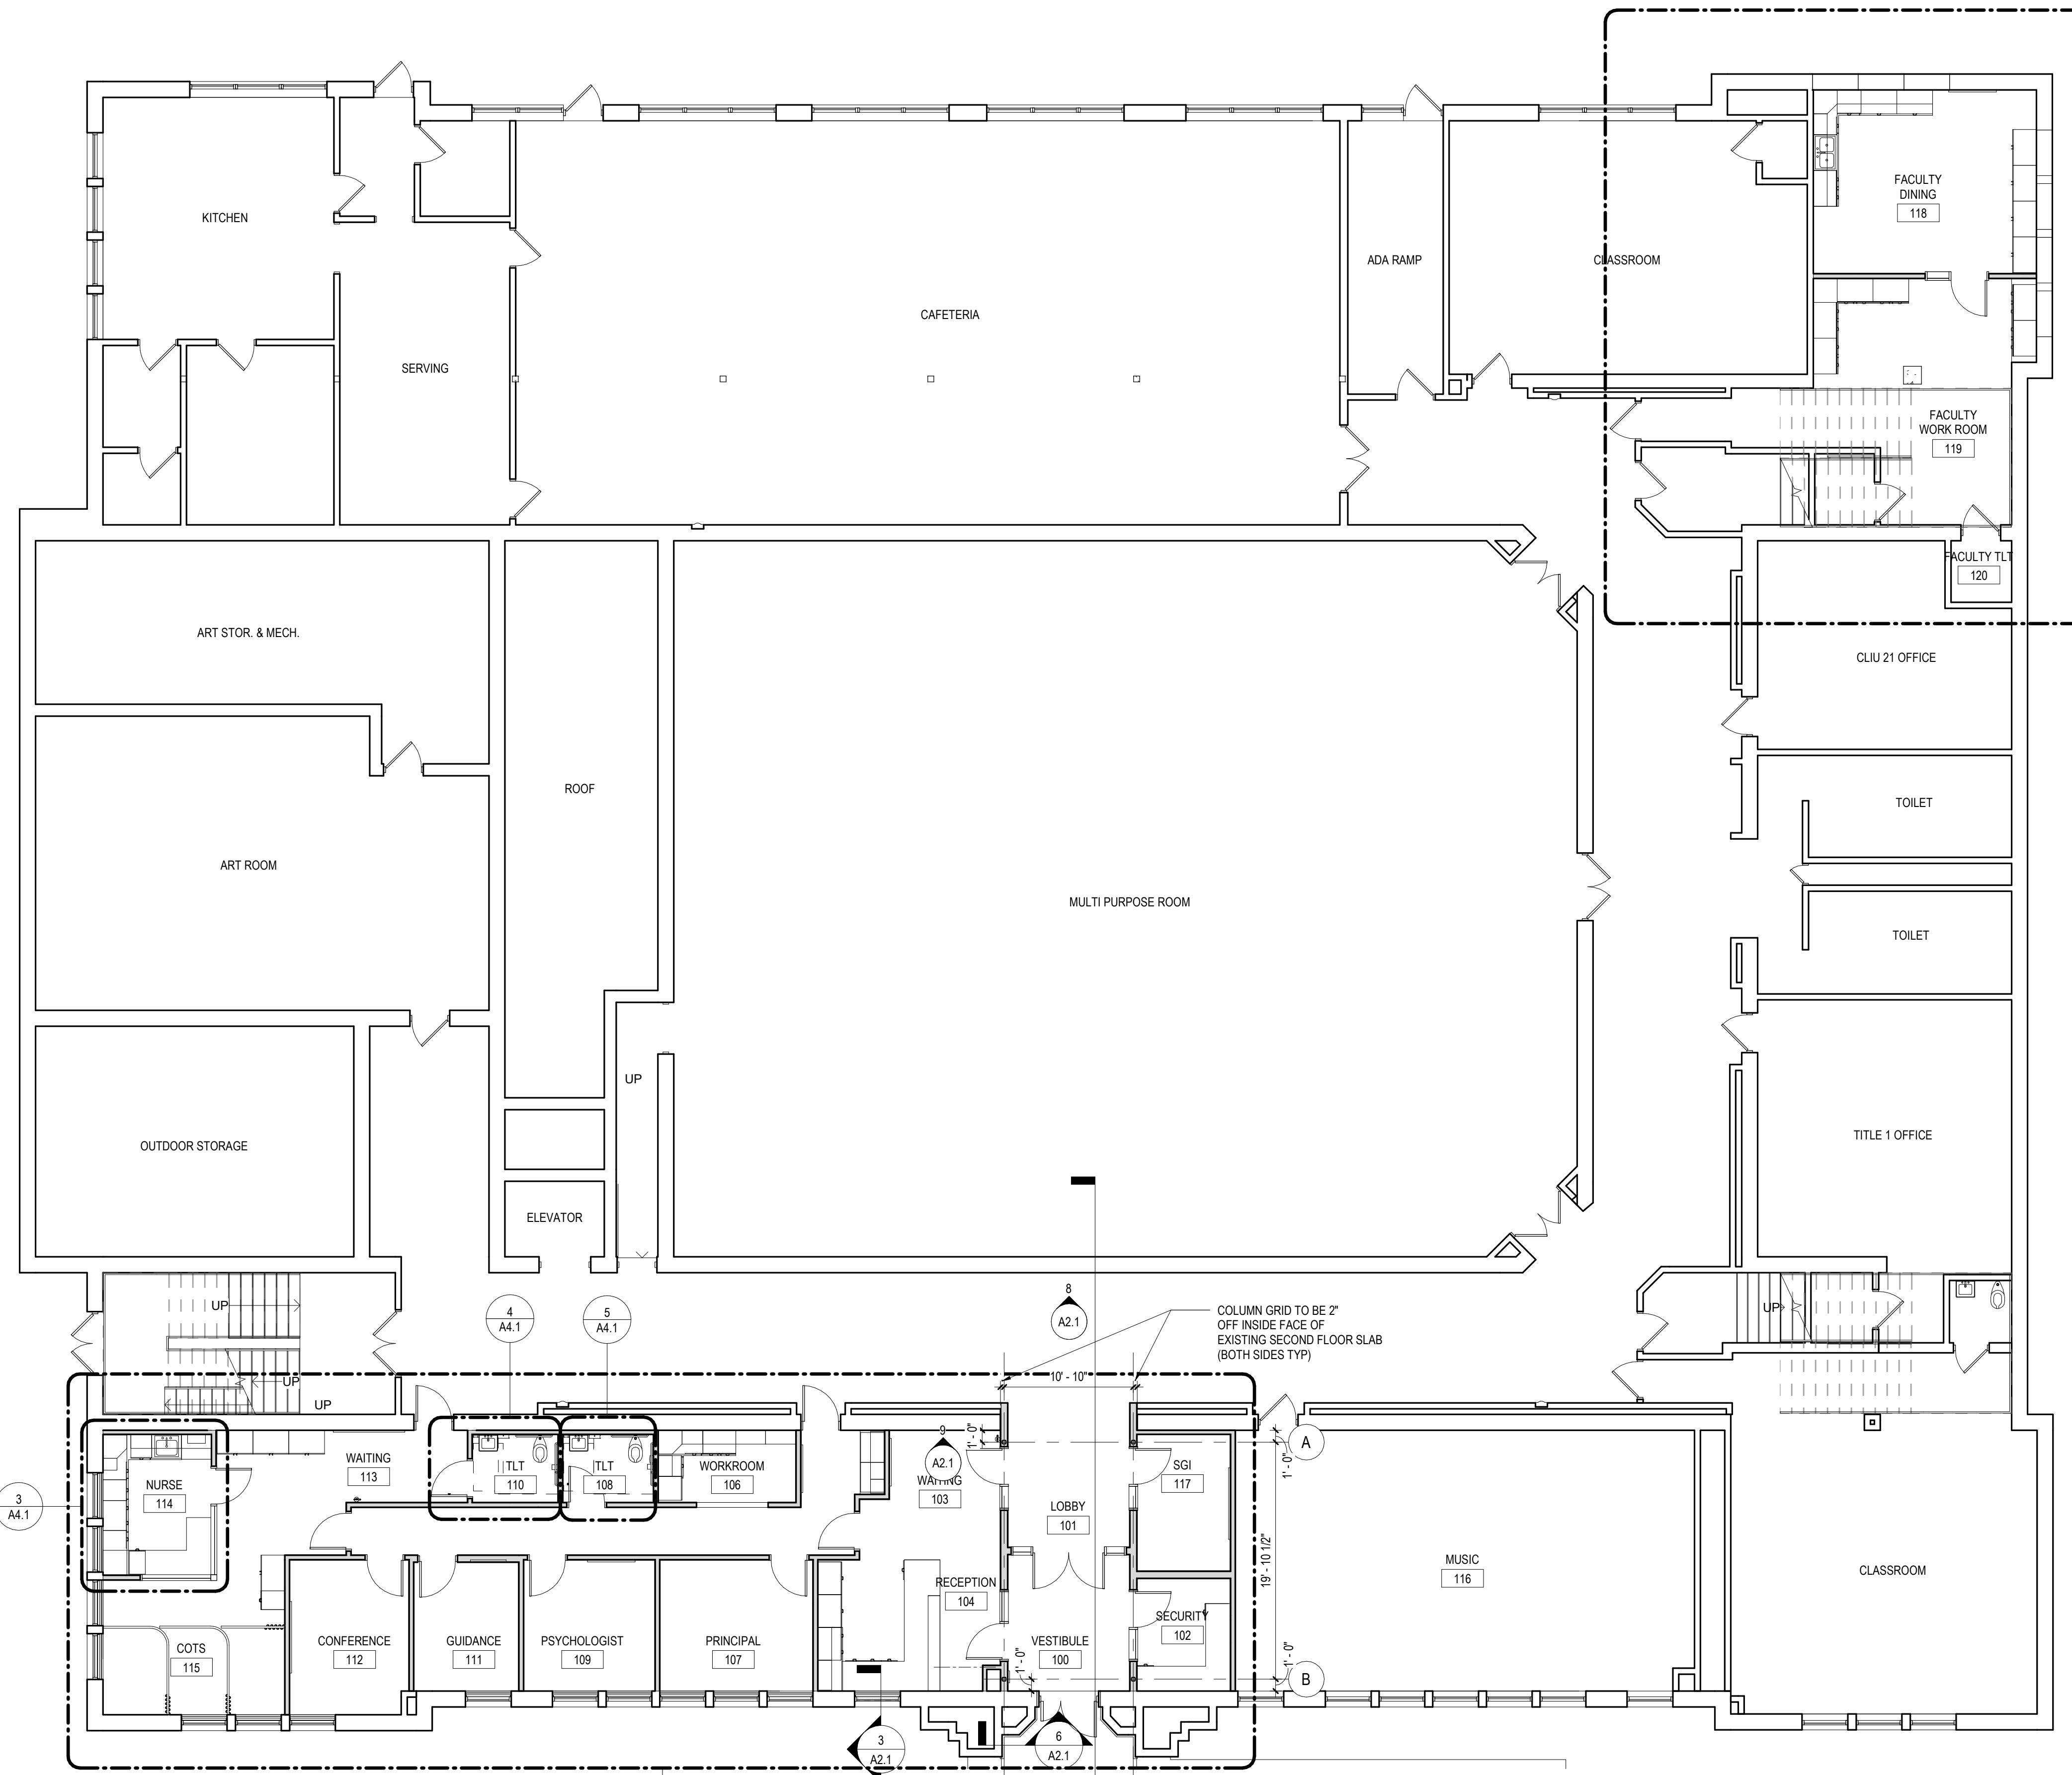 KITCHEN
SERVING
CAFETERIA
ADA RAMP
CLASSROOM
FACULTY
DINING
118
FACULTY
WORK ROOM
119
FACULTY TLT
120
ART STOR. & MECH.
CLIU 21 OFFICE
ROOF
TOILET
ART ROOM
MULTI PURPOSE ROOM
TOILET
UP
OUTDOOR STORAGE
TITLE 1 OFFICE
ELEVATOR
UP
UP
UP
4
A4.1
5
A4.1
8
A2.1
COLUMN GRID TO BE 2"
OFF INSIDE FACE OF
EXISTING SECOND FLOOR SLAB
(BOTH SIDES TYP)
UP
10' - 10"
9
A2.1
1' - 0"
A
1' - 0"
3
A4.1
NURSE
114
WAITING
113
TLT
110
TLT
108
WORKROOM
106
WAITING
103
LOBBY
101
SGI
117
19' - 10 1/2"
MUSIC
116
CLASSROOM
RECEPTION
104
SECURITY
102
COTS
115
CONFERENCE
112
GUIDANCE
111
PSYCHOLOGIST
109
PRINCIPAL
107
VESTIBULE
100
1' - 0"
1' - 0"
B
3
A2.1
6
A2.1